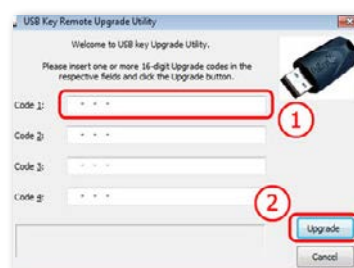 USB Key Remote Upgrade Utility
Welcome to USB key Upgrade Utility.
Please insert one or more 16-digit Upgrade codes in the
respective fields and click the Upgrade button.
Code 1:
1
Code 2:
Code 3:
Code 4:
2
Upgrade
Cancel